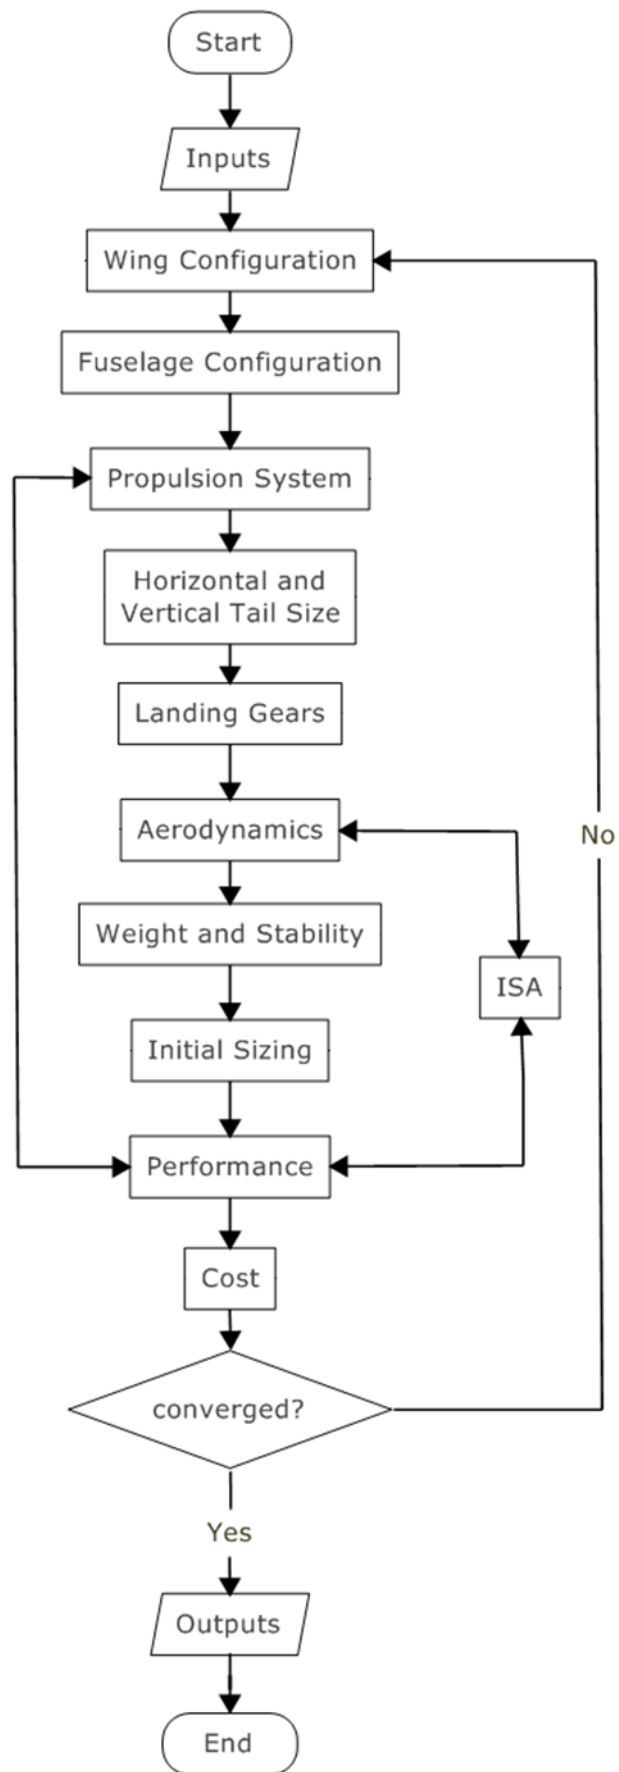 Start
Inputs
Wing Configuration
Fuselage Configuration
Propulsion System
Horizontal and
Vertical Tail Size
Landing Gears
Aerodynamics
No
Weight and Stability
ISA
Initial Sizing
Performance
Cost
converged?
Yes
Outputs
End